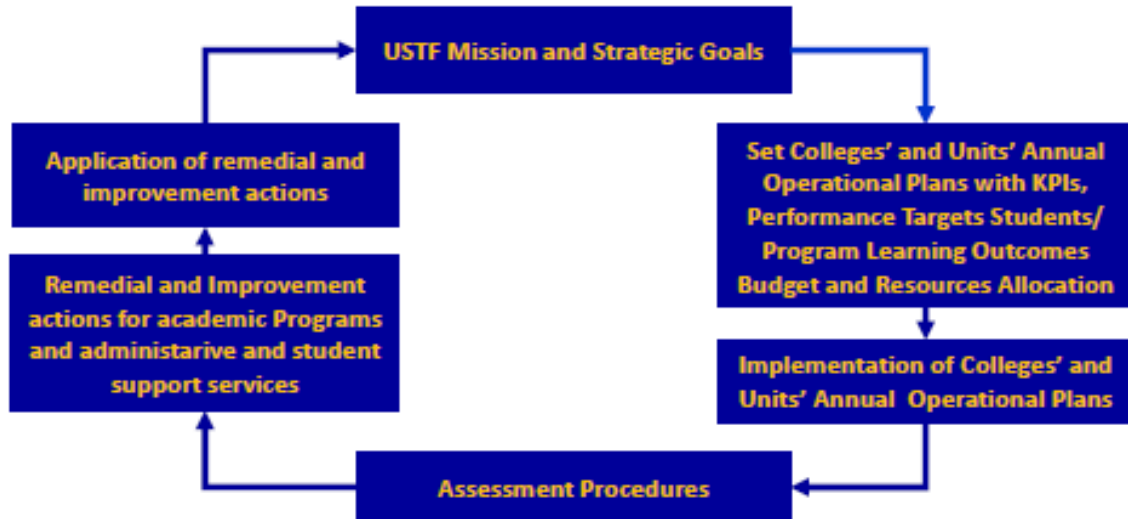 USTF Mission and Strategic Goals
Set Colleges’ and Units’ Annual
Operational Plans with KPIs,
Performance Targets Students/
Program Learning Outcomes
Budget and Resources Allocation
Implementation of Colleges’ and
Units’ Annual Operational Plans
Assessment Procedures
Remedial and Improvement
actions for academic Programs
and administarive and student
support services
Application of remedial and
improvement actions